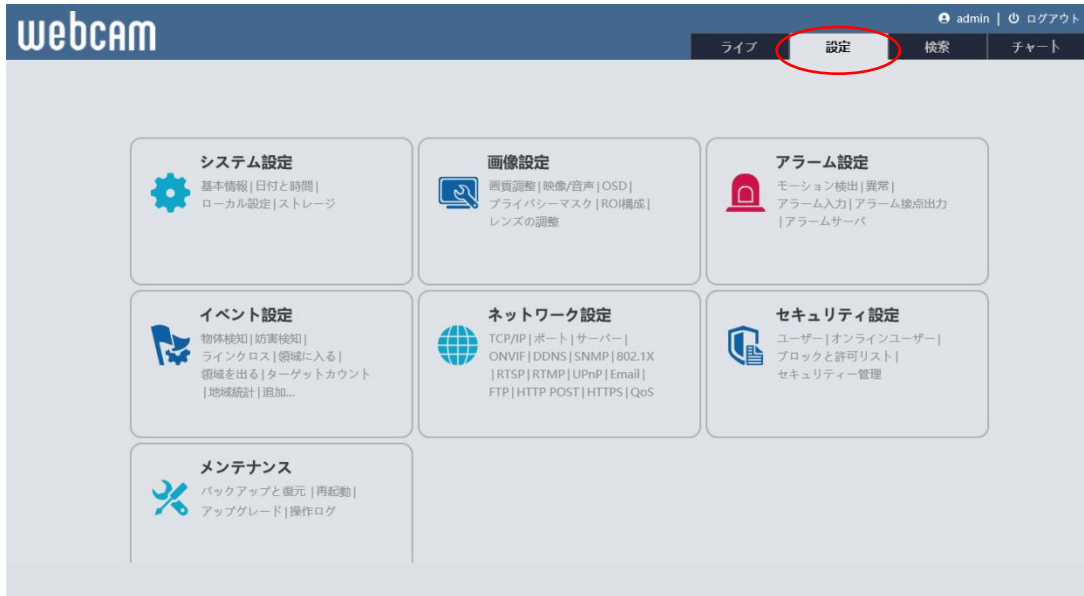 webcam
admin | ログアウト
ライブ 設定 検索 チャート
システム設定
基本情報|日付と時間|
ローカル設定|ストレージ
画像設定
画質調整|映像/音声|OSD|
プライバシーマスク|ROI構成|
レンズの調整
アラーム設定
モーション検出|異常|
アラーム入力|アラーム接点出力
|アラームサーバ
イベント設定
物体検知|妨害検知|
ラインクロス|領域に入る|
領域を出る|ターゲットカウント
|地域統計|追加...
ネットワーク設定
TCP/IP|ポート|サーバー|
ONVIF|DDNS|SNMP|802.1X
|RTSP|RTMP|UPnP|Email|
FTP|HTTP POST|HTTPS|QoS
セキュリティ設定
ユーザー|オンラインユーザー|
ブロックと許可リスト|
セキュリティー管理
メンテナンス
バックアップと復元|再起動|
アップグレード|操作ログ